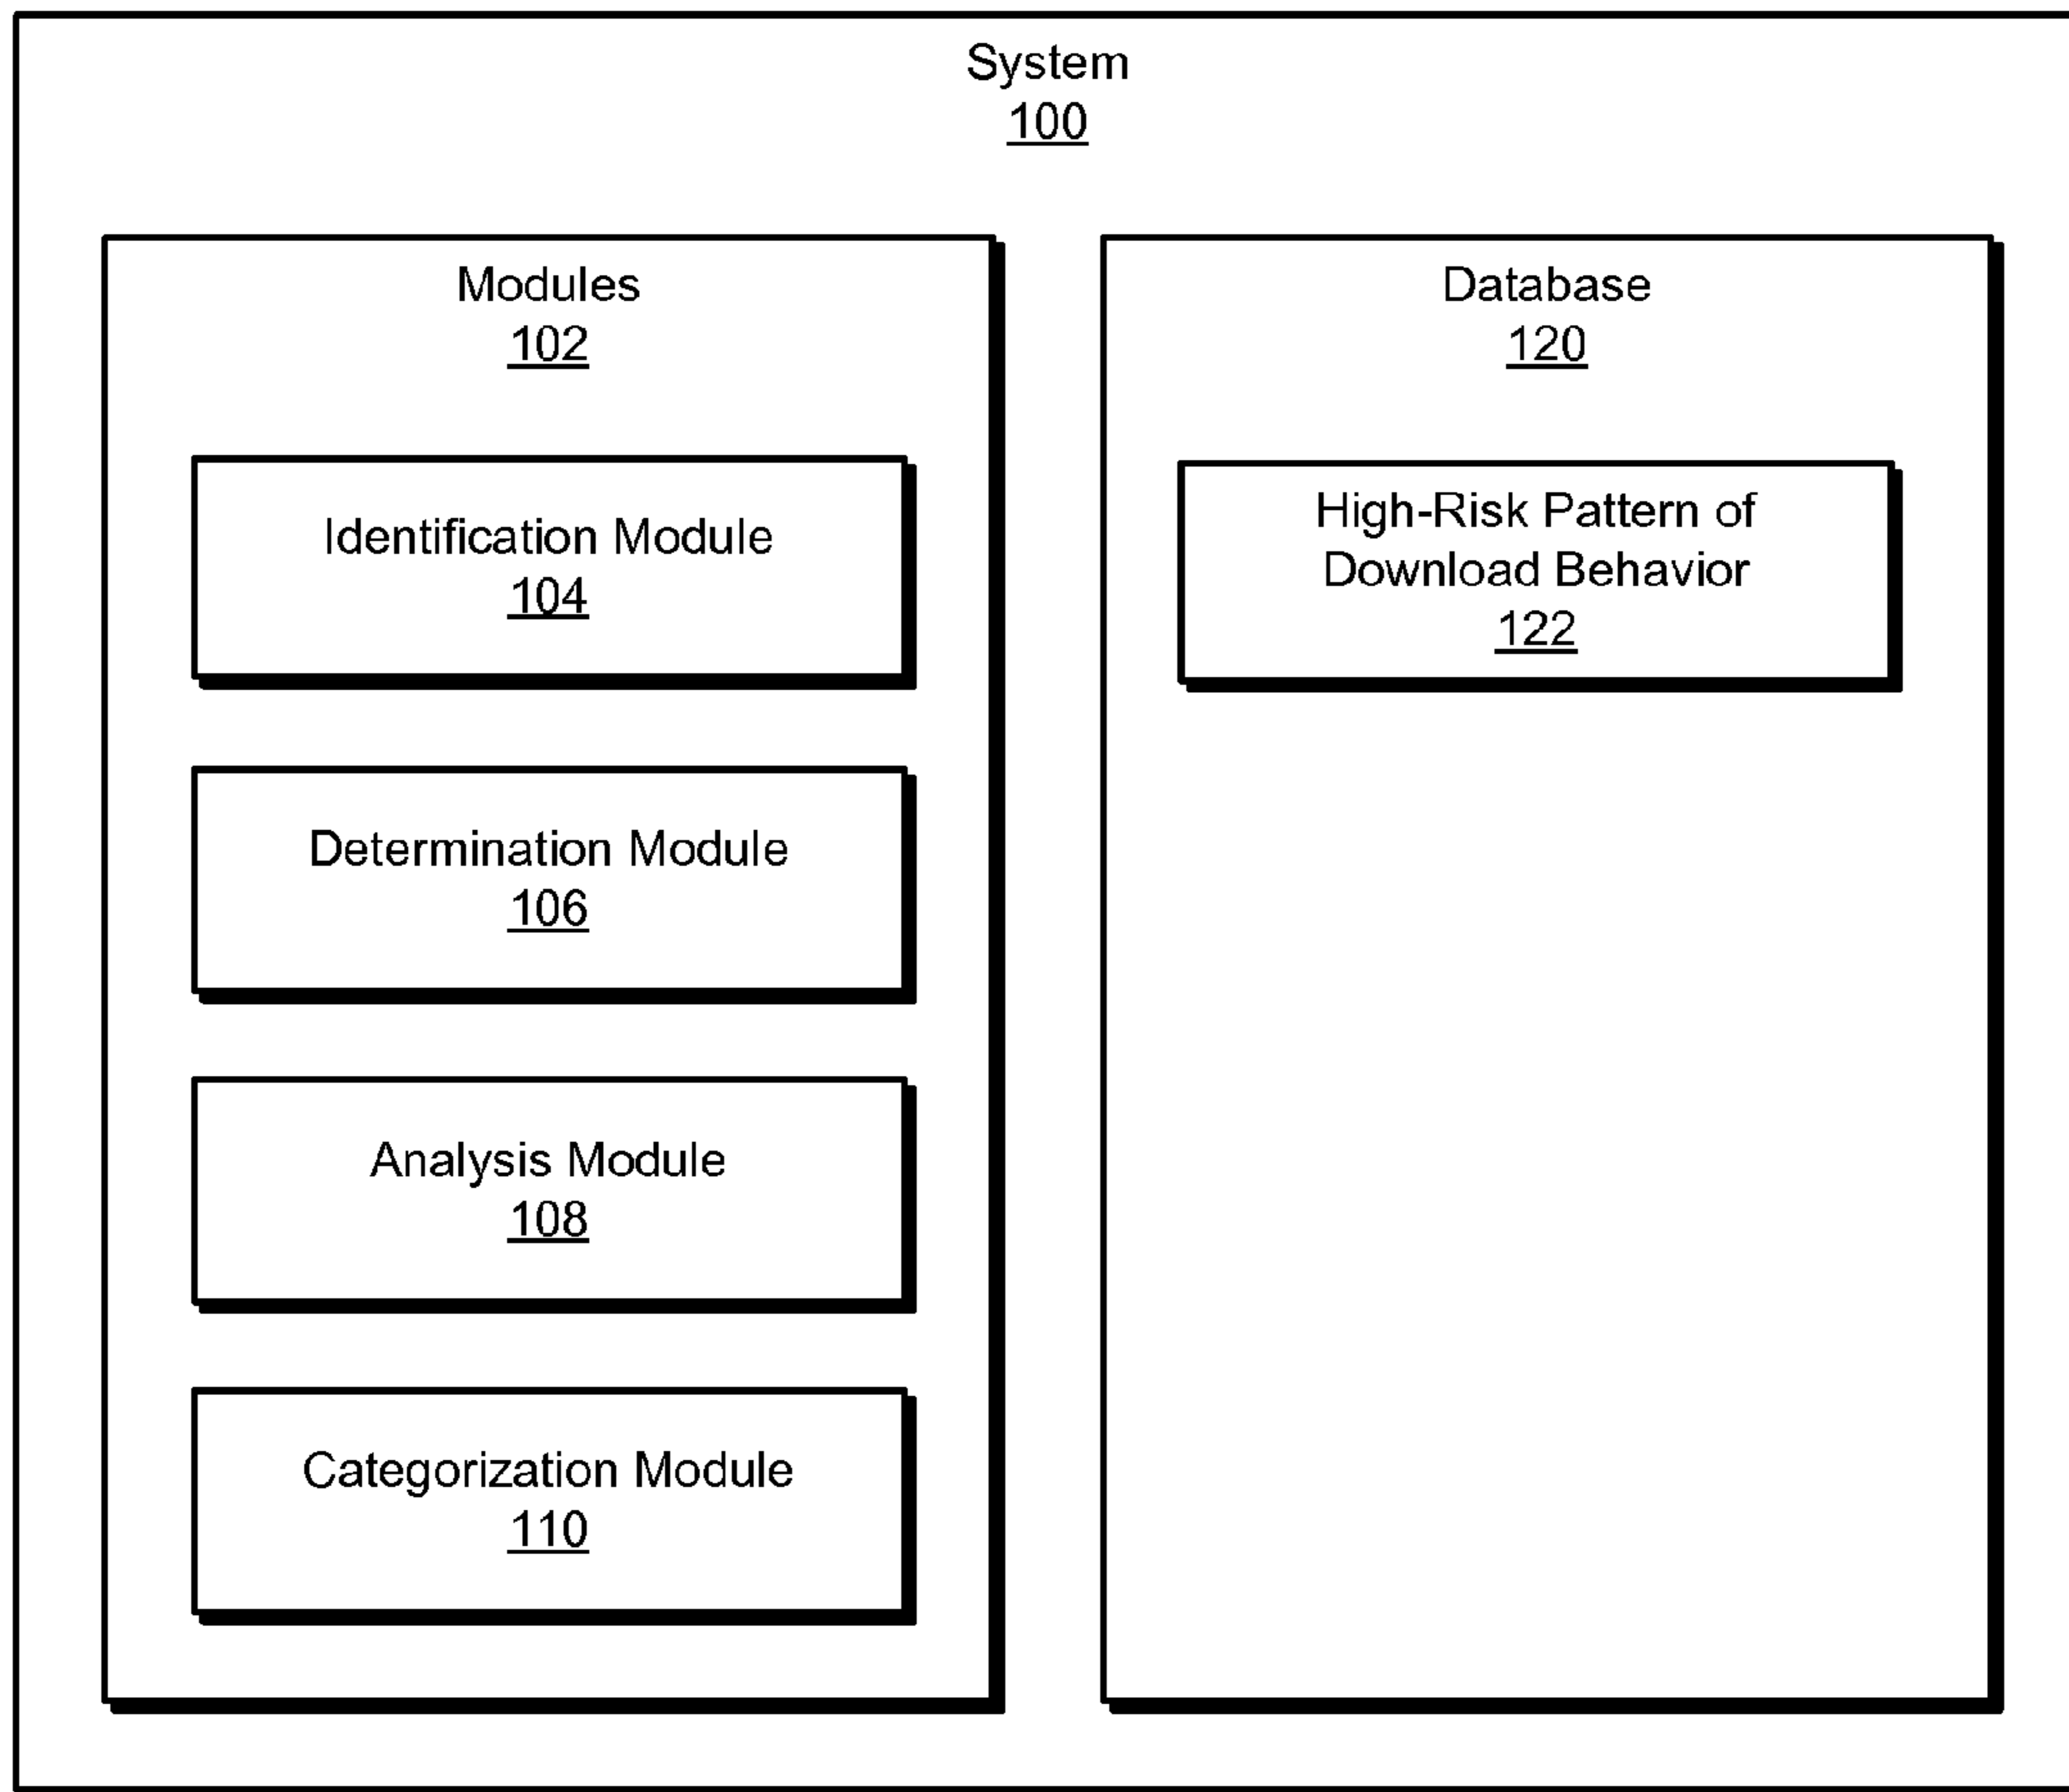 System
100
Modules
102
Identification Module
104
Determination Module
106
Analysis Module
108
Categorization Module
110
Database
120
High-Risk Pattern of
Download Behavior
122